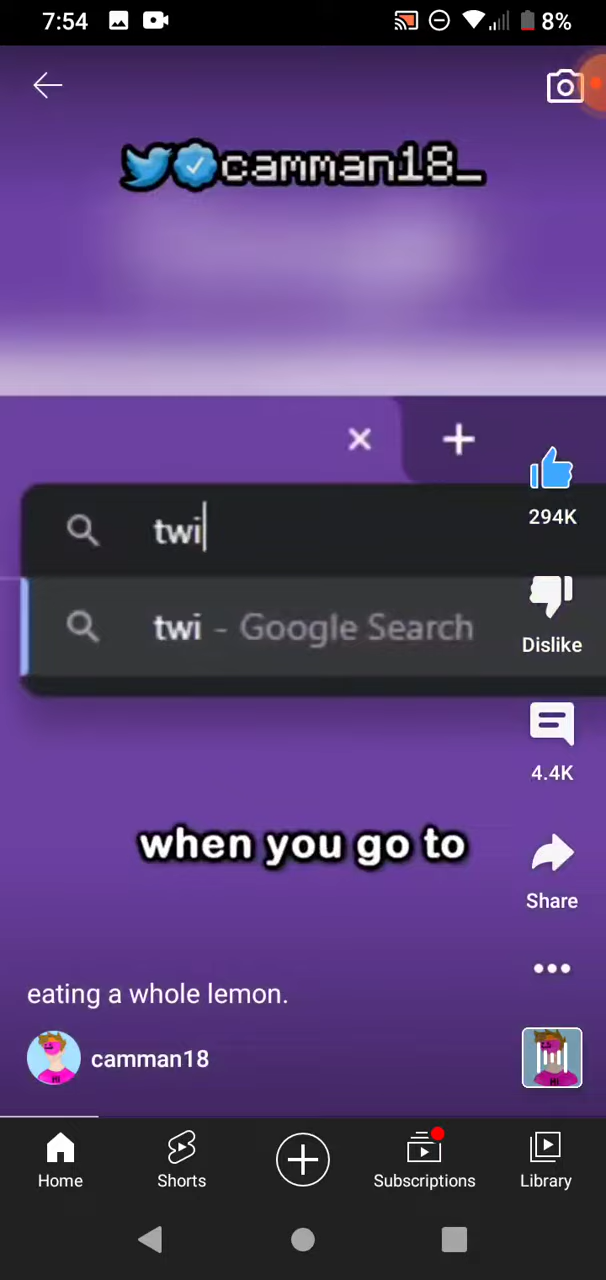 7:54
8%
camman18_
twi
twi - Google Search
294K
Dislike
4.4K
when you go to
Share
eating a whole lemon.
camman18
Home
Shorts
Subscriptions
Library